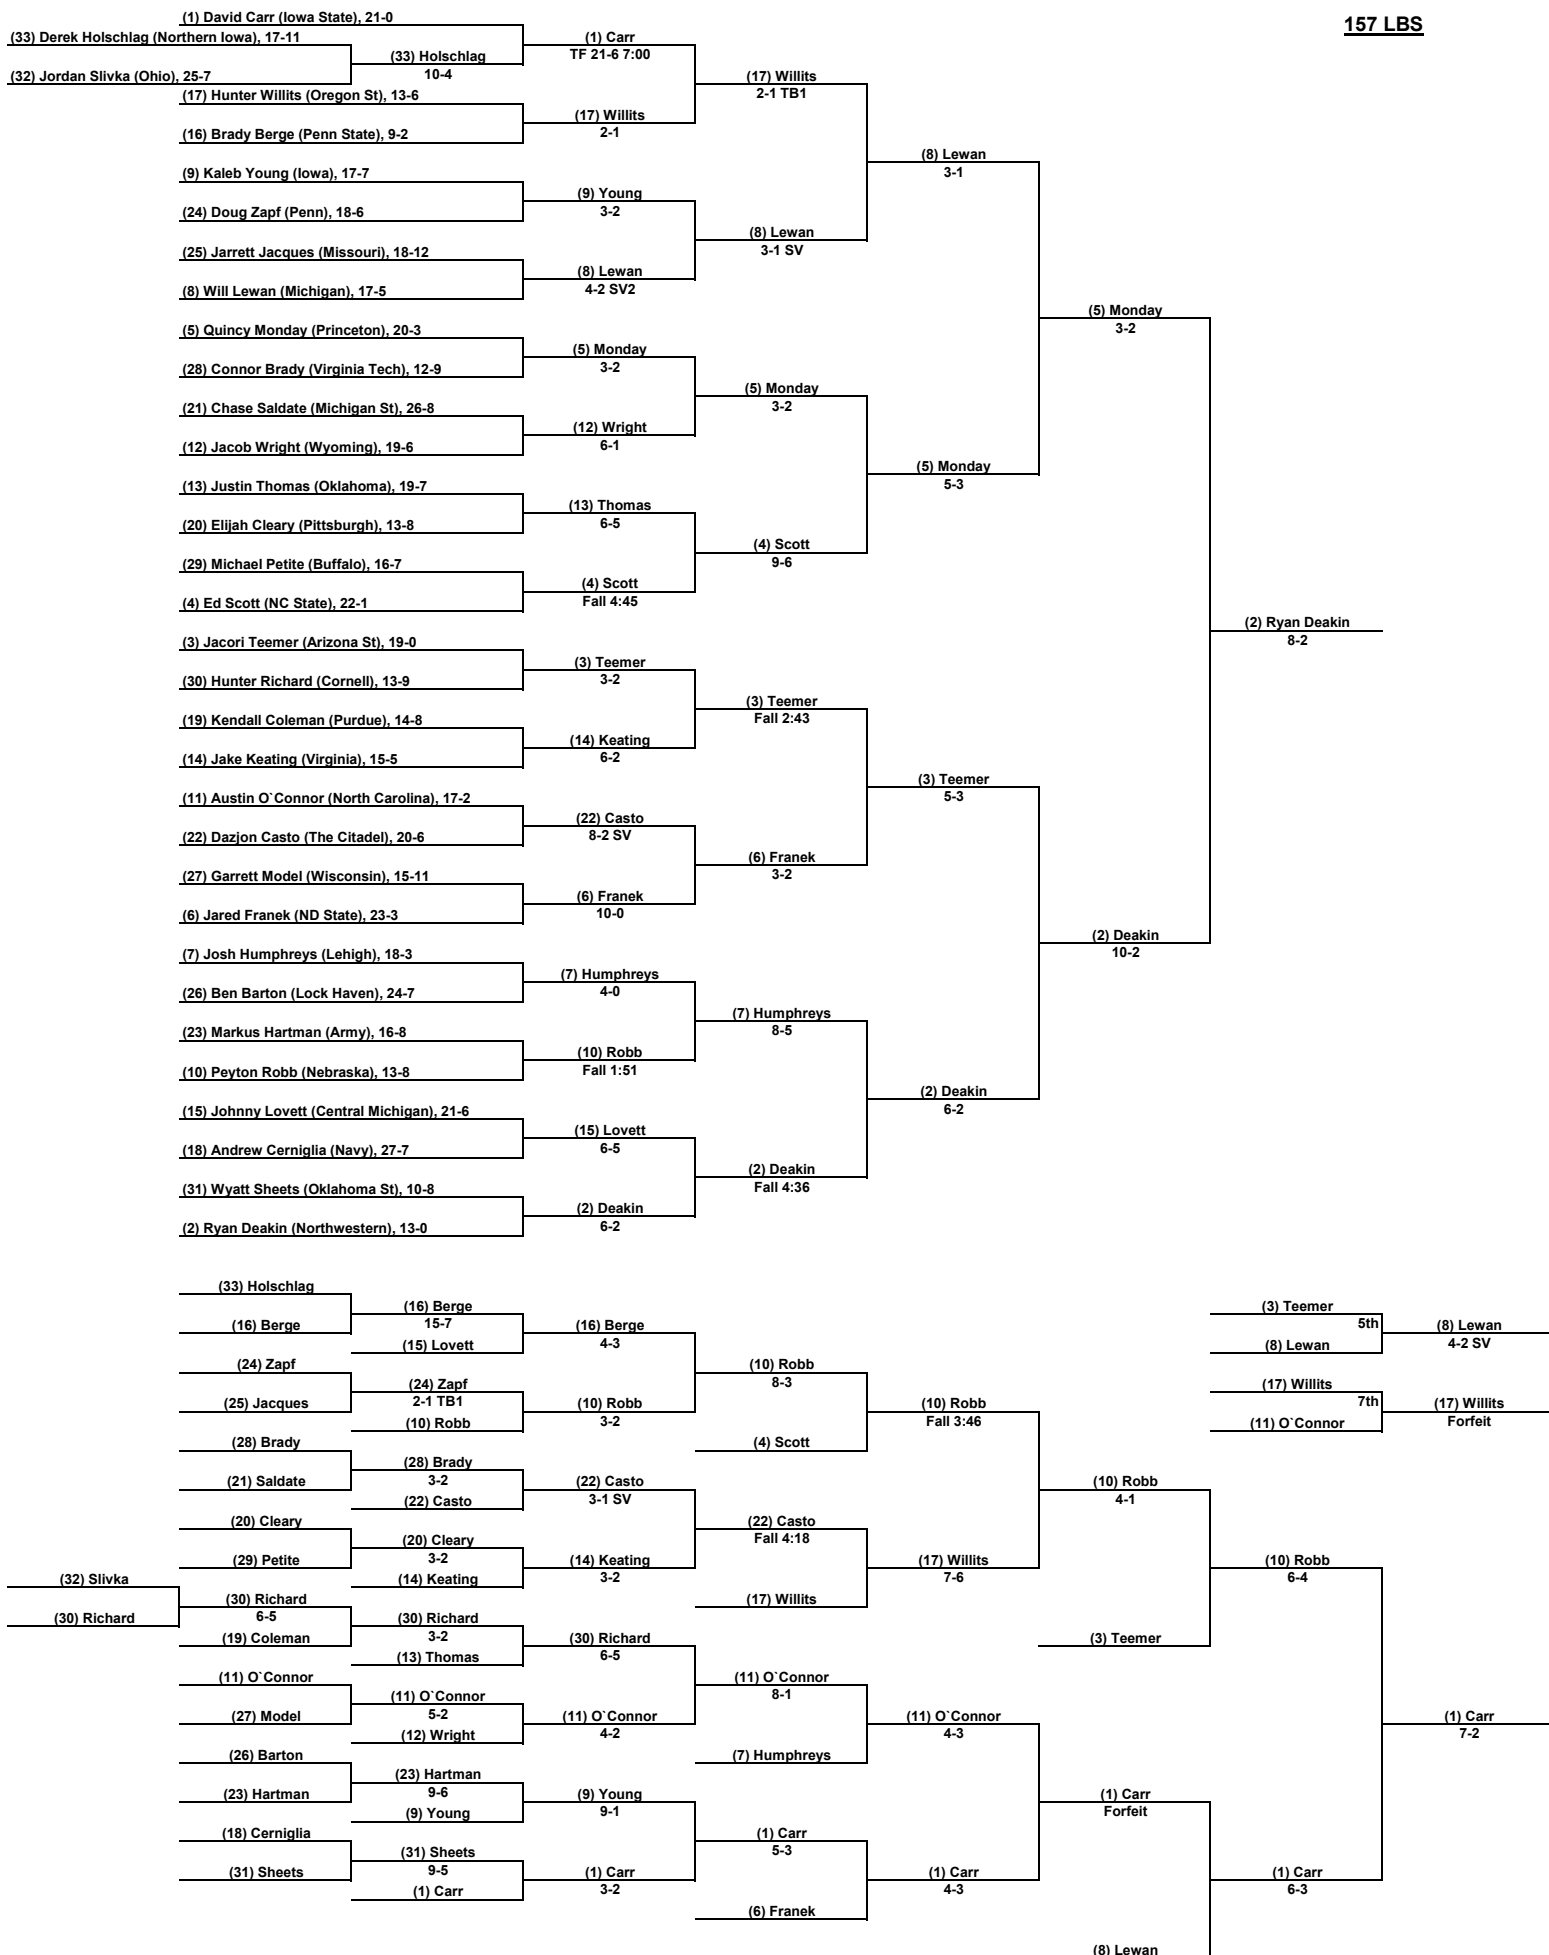 157 LBS
(1) David Carr (Iowa State), 21-0
(33) Derek Holschlag (Northern Iowa), 17-11
(1) Carr
TF 21-6 7:00
(33) Holschlag
10-4
(32) Jordan Slivka (Ohio), 25-7
(17) Willits
2-1 TB1
(17) Hunter Willits (Oregon St), 13-6
(17) Willits
2-1
(16) Brady Berge (Penn State), 9-2
(8) Lewan
3-1
(9) Kaleb Young (Iowa), 17-7
(9) Young
3-2
(24) Doug Zapf (Penn), 18-6
(8) Lewan
3-1 SV
(25) Jarrett Jacques (Missouri), 18-12
(8) Lewan
4-2 SV2
(8) Will Lewan (Michigan), 17-5
(5) Monday
3-2
(5) Quincy Monday (Princeton), 20-3
(5) Monday
3-2
(28) Connor Brady (Virginia Tech), 12-9
(5) Monday
3-2
(21) Chase Saldate (Michigan St), 26-8
(12) Wright
6-1
(12) Jacob Wright (Wyoming), 19-6
(5) Monday
5-3
(13) Justin Thomas (Oklahoma), 19-7
(13) Thomas
6-5
(20) Elijah Cleary (Pittsburgh), 13-8
(4) Scott
9-6
(29) Michael Petite (Buffalo), 16-7
(4) Scott
Fall 4:45
(4) Ed Scott (NC State), 22-1
(2) Ryan Deakin
8-2
(3) Jacori Teemer (Arizona St), 19-0
(3) Teemer
3-2
(30) Hunter Richard (Cornell), 13-9
(3) Teemer
Fall 2:43
(19) Kendall Coleman (Purdue), 14-8
(14) Keating
6-2
(14) Jake Keating (Virginia), 15-5
(3) Teemer
5-3
(11) Austin O`Connor (North Carolina), 17-2
(22) Casto
8-2 SV
(22) Dazjon Casto (The Citadel), 20-6
(6) Franek
3-2
(27) Garrett Model (Wisconsin), 15-11
(6) Franek
10-0
(6) Jared Franek (ND State), 23-3
(2) Deakin
10-2
(7) Josh Humphreys (Lehigh), 18-3
(7) Humphreys
4-0
(26) Ben Barton (Lock Haven), 24-7
(7) Humphreys
8-5
(23) Markus Hartman (Army), 16-8
(10) Robb
Fall 1:51
(10) Peyton Robb (Nebraska), 13-8
(2) Deakin
6-2
(15) Johnny Lovett (Central Michigan), 21-6
(15) Lovett
6-5
(18) Andrew Cerniglia (Navy), 27-7
(2) Deakin
Fall 4:36
(31) Wyatt Sheets (Oklahoma St), 10-8
(2) Deakin
6-2
(2) Ryan Deakin (Northwestern), 13-0
(33) Holschlag
(16) Berge
15-7
(3) Teemer
5th
(16) Berge
(16) Berge
4-3
(8) Lewan
4-2 SV
(15) Lovett
(8) Lewan
(24) Zapf
(10) Robb
8-3
(24) Zapf
2-1 TB1
(17) Willits
7th
(25) Jacques
(10) Robb
3-2
(10) Robb
Fall 3:46
(17) Willits
Forfeit
(10) Robb
(11) O`Connor
(28) Brady
(4) Scott
(28) Brady
3-2
(21) Saldate
(22) Casto
3-1 SV
(10) Robb
4-1
(22) Casto
(20) Cleary
(22) Casto
Fall 4:18
(20) Cleary
3-2
(29) Petite
(14) Keating
3-2
(17) Willits
7-6
(10) Robb
6-4
(32) Slivka
(14) Keating
(30) Richard
6-5
(17) Willits
(30) Richard
(30) Richard
3-2
(19) Coleman
(30) Richard
6-5
(3) Teemer
(13) Thomas
(11) O`Connor
(11) O`Connor
8-1
(11) O`Connor
5-2
(27) Model
(11) O`Connor
4-2
(11) O`Connor
4-3
(1) Carr
7-2
(12) Wright
(26) Barton
(7) Humphreys
(23) Hartman
9-6
(23) Hartman
(9) Young
9-1
(1) Carr
Forfeit
(9) Young
(18) Cerniglia
(1) Carr
5-3
(31) Sheets
9-5
(31) Sheets
(1) Carr
3-2
(1) Carr
4-3
(1) Carr
6-3
(1) Carr
(6) Franek
(8) Lewan